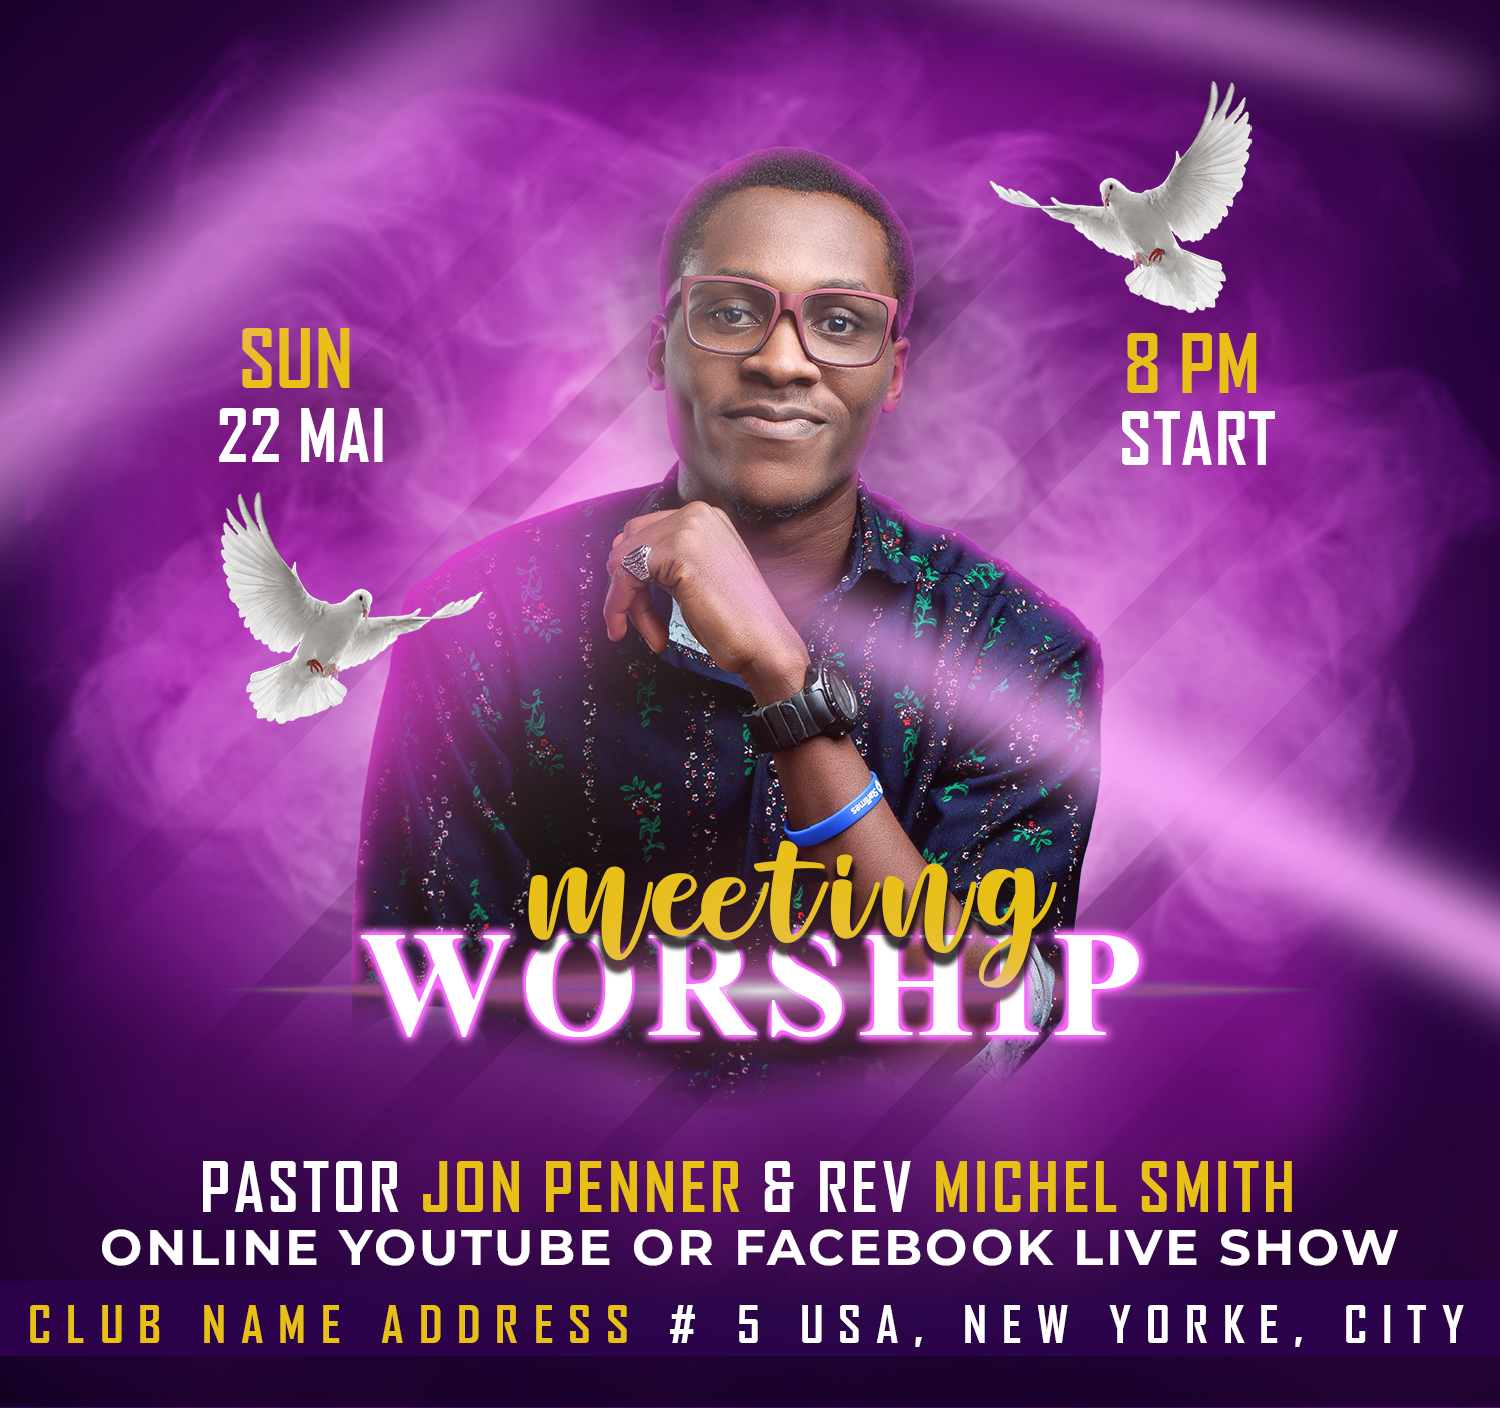 SUN
22 MAI
8 PM
START
StarTimes
meeting
WORSHIP
PASTOR JON PENNER & REV MICHEL SMITH
ONLINE YOUTUBE OR FACEBOOK LIVE SHOW
CLUB NAME ADDRESS # 5 USA, NEW YORKE, CITY